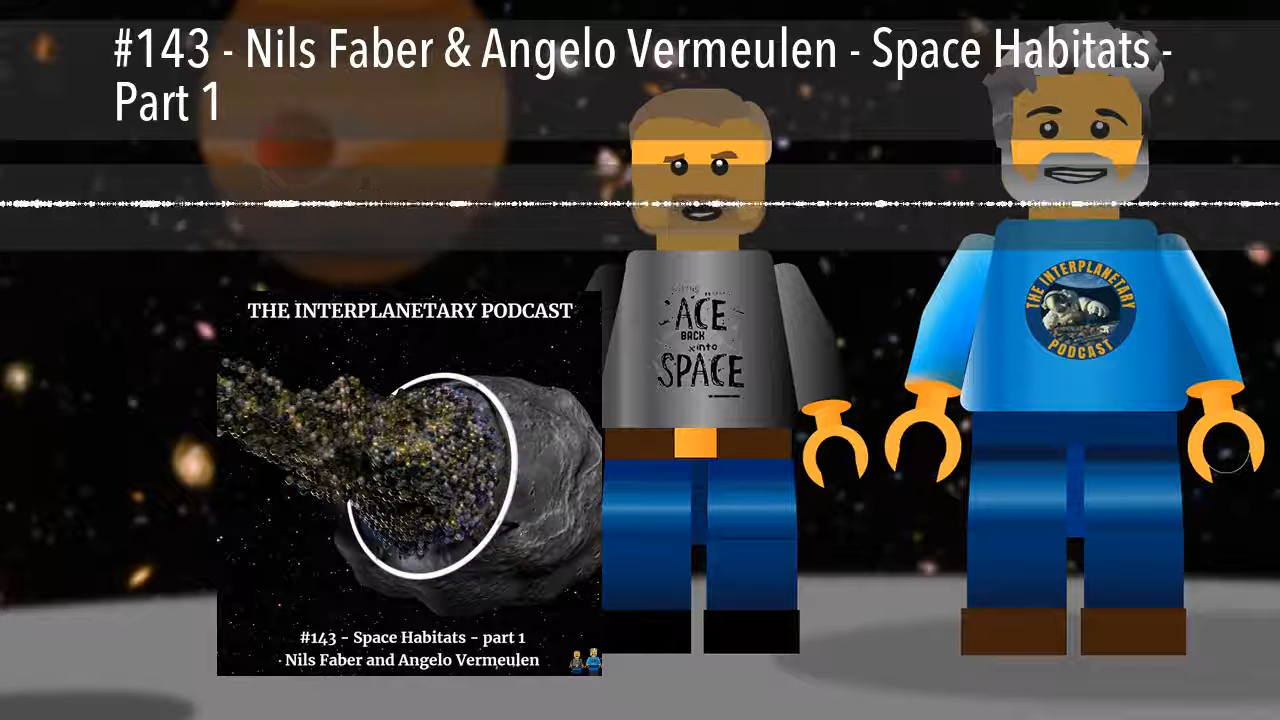 #143 - Nils Faber & Angelo Vermeulen - Space Habitats -
Part 1
THE INTERPLANETARY PODCAST
#143 - Space Habitats - part 1
Nils Faber and Angelo Vermeulen
ACE
BACK
into
SPACE
THE INTERPLANETARY
PODCAST